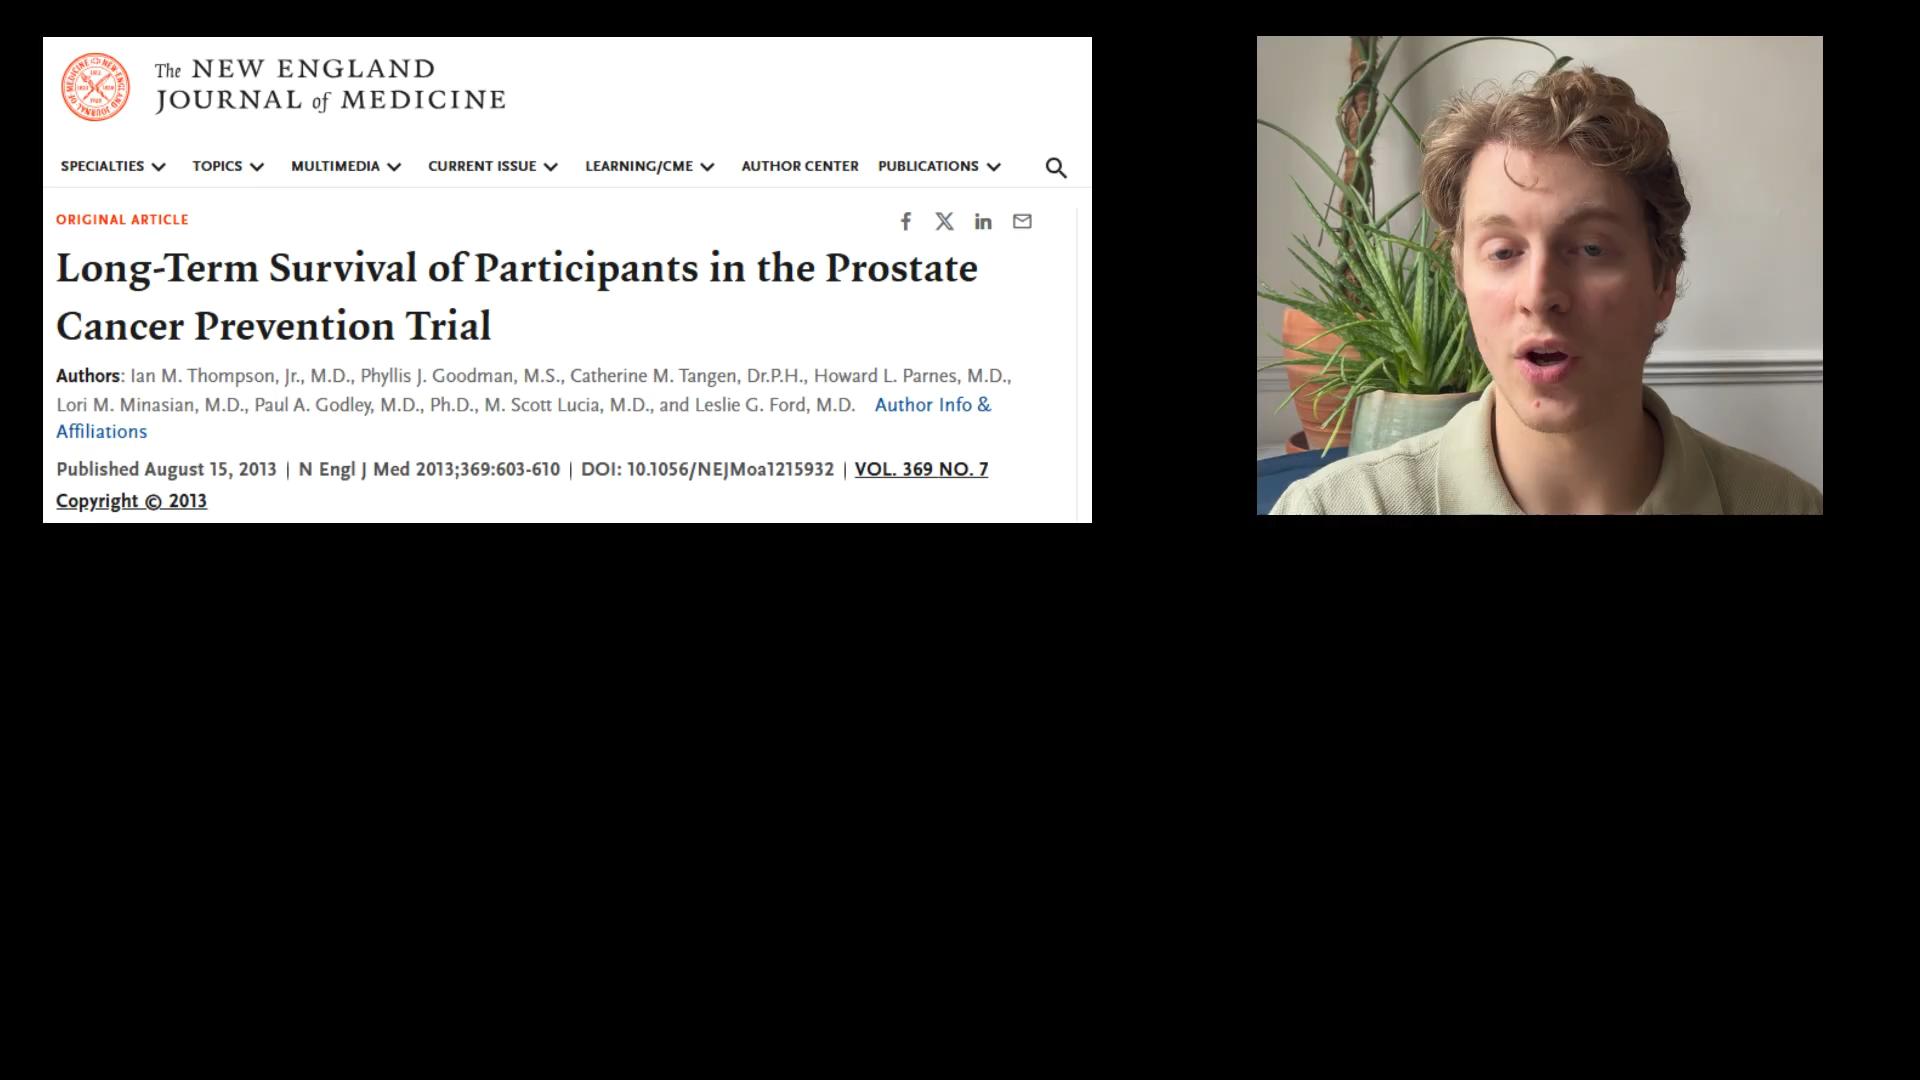 The NEW ENGLAND
JOURNAL of MEDICINE
SPECIALTIES TOPICS MULTIMEDIA CURRENT ISSUE LEARNING/CME AUTHOR CENTER PUBLICATIONS
ORIGINAL ARTICLE
Long-Term Survival of Participants in the Prostate
Cancer Prevention Trial
Authors: Ian M. Thompson, Jr., M.D., Phyllis J. Goodman, M.S., Catherine M. Tangen, Dr.P.H., Howard L. Parnes, M.D.,
Lori M. Minasian, M.D., Paul A. Godley, M.D., Ph.D., M. Scott Lucia, M.D., and Leslie G. Ford, M.D. Author Info &
Affiliations
Published August 15, 2013 | N Engl J Med 2013;369:603-610 | DOI: 10.1056/NEJMoa1215932 | VOL. 369 NO. 7
Copyright © 2013